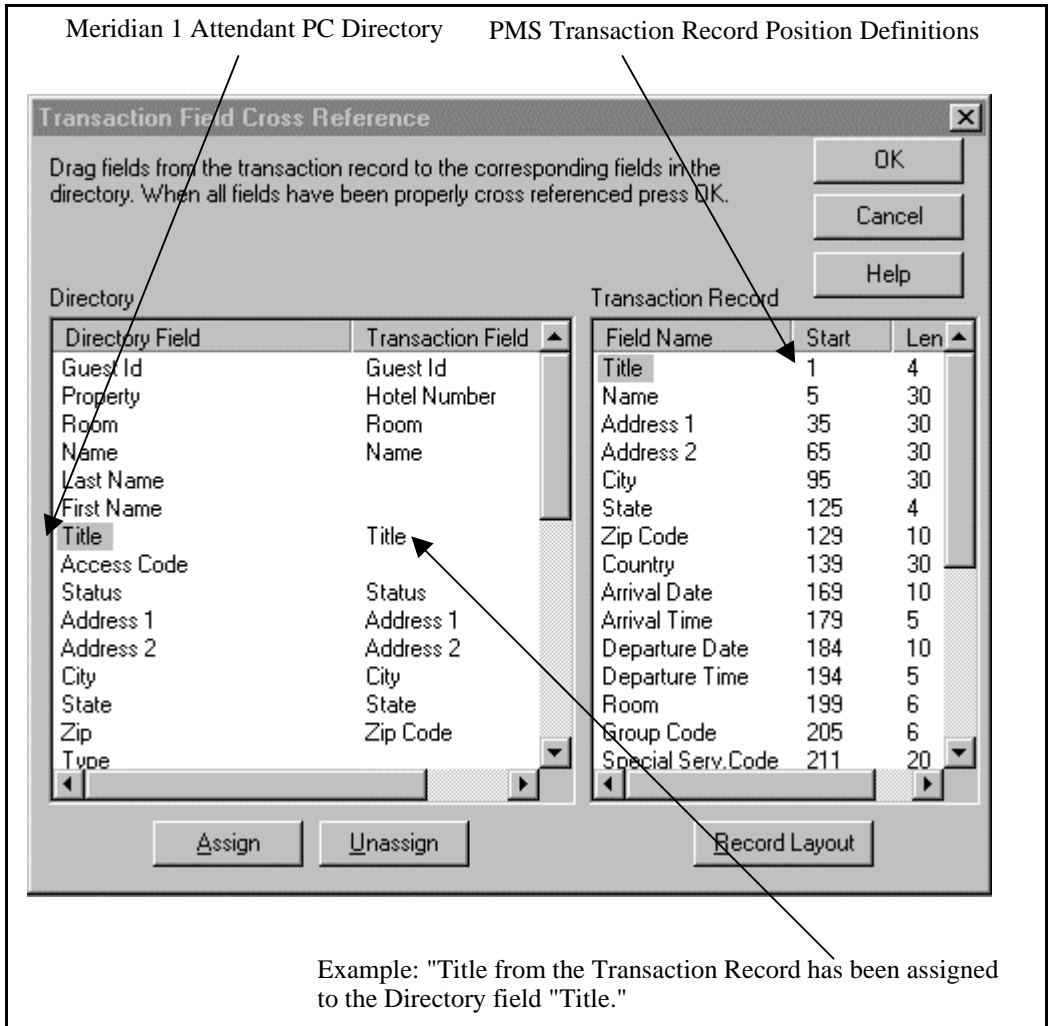 Meridian 1 Attendant PC Directory PMS Transaction Record Position Definitions
Transaction Field Cross Reference
Drag fields from the transaction record to the corresponding fields in the
directory. When all fields have been properly cross referenced press OK.
OK
Cancel
Help
Directory
Directory Field Transaction Field
Guest Id Guest Id
Property Hotel Number
Room Room
Name Name
Last Name
First Name
Title Title
Access Code
Status Status
Address 1 Address 1
Address 2 Address 2
City City
State State
Zip Zip Code
Type
Assign Unassign
Transaction Record
Field Name Start Len
Title 1 4
Name 5 30
Address 1 35 30
Address 2 65 30
City 95 30
State 125 4
Zip Code 129 10
Country 139 30
Arrival Date 169 10
Arrival Time 179 5
Departure Date 184 10
Departure Time 194 5
Room 199 6
Group Code 205 6
Special Serv.Code 211 20
Record Layout
Example: "Title from the Transaction Record has been assigned
to the Directory field "Title."